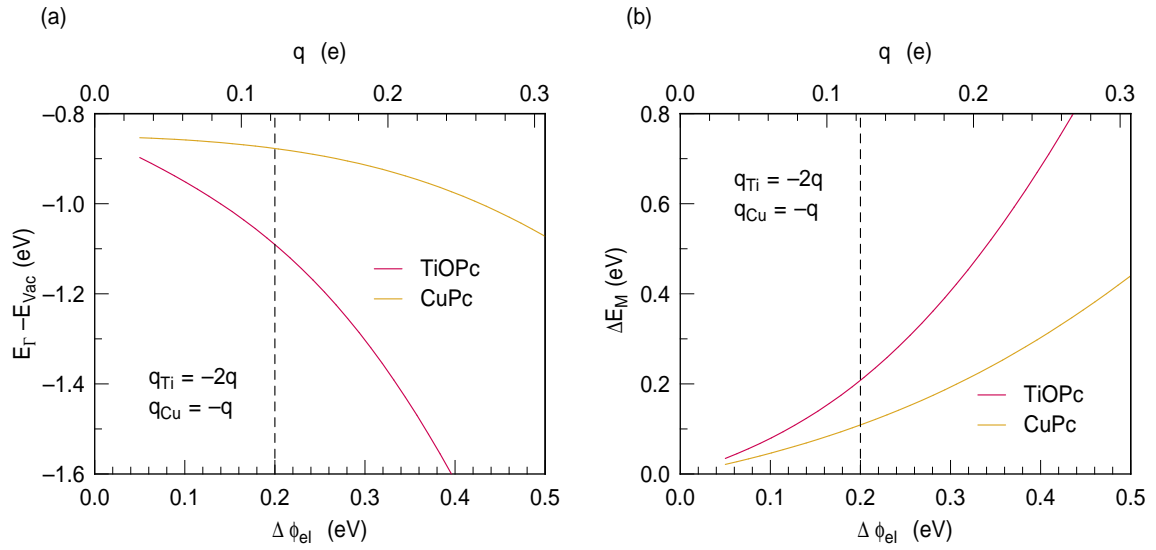 (a)
q (e)
0.0 0.1 0.2 0.3
−0.8
−1.0
−1.2
−1.4
−1.6
E_Γ −E_Vac (eV)
TiOPc
CuPc
q_Ti = −2q
q_Cu = −q
0.0 0.1 0.2 0.3 0.4 0.5
Δ ϕ_el (eV)
(b)
q (e)
0.0 0.1 0.2 0.3
0.8
0.6
0.4
0.2
0.0
ΔE_M (eV)
q_Ti = −2q
q_Cu = −q
TiOPc
CuPc
0.0 0.1 0.2 0.3 0.4 0.5
Δ ϕ_el (eV)